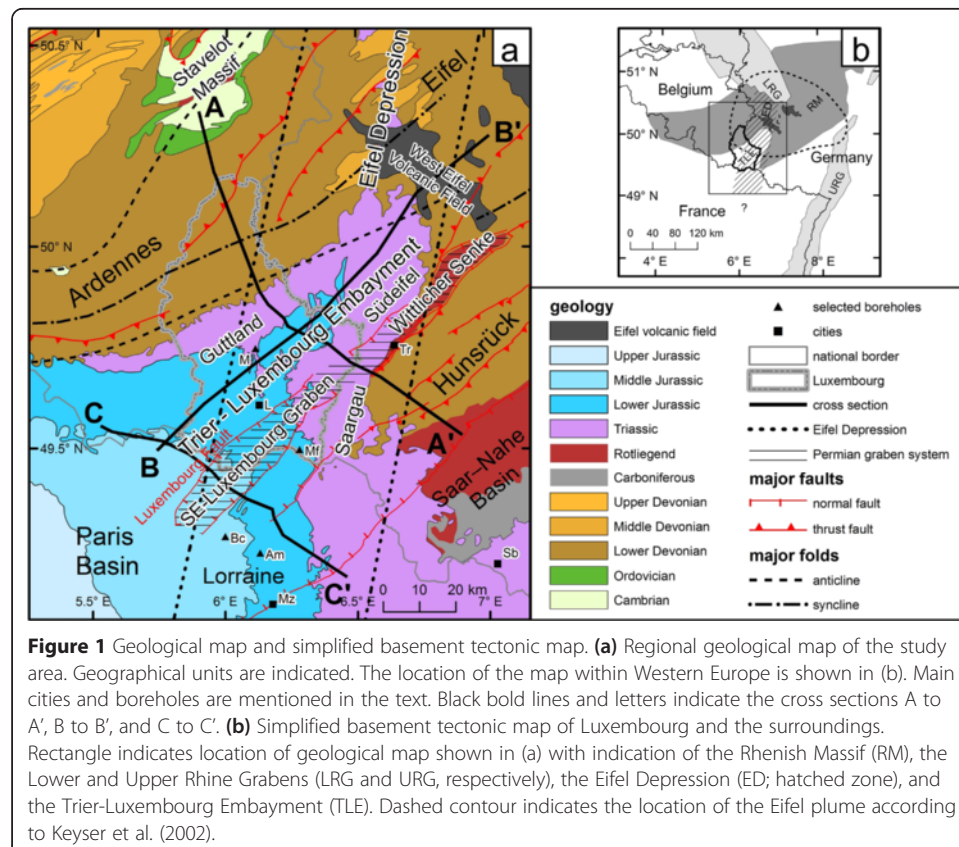 50.5°
50° N
49.5°
5.5° E
6° E
6.5° E
7° E
a
Stavelot
Massif
A
Eifel Depression
Eifel
B'
West Eifel
Volcanic Field
Ardennes
Trier - Luxembourg Embayment
Südeifel
Wittlicher Senke
Guttland
M
L
Tr
Hunsrück
C
B
Luxembourg Fault
SE-Luxembourg Graben
Saargau
Mf
A'
Saar–Nahe
Basin
Paris
Basin
Bc
Am
Lorraine
Mz
C'
Sb
0 10 20 km
b
51° N
50° N
49° N
4° E
6° E
8° E
Belgium
LRG
RM
ED
TLE
Germany
URG
France
?
0 40 80 120 km
geology
Eifel volcanic field
Upper Jurassic
Middle Jurassic
Lower Jurassic
Triassic
Rotliegend
Carboniferous
Upper Devonian
Middle Devonian
Lower Devonian
Ordovician
Cambrian
selected boreholes
cities
national border
Luxembourg
cross section
Eifel Depression
Permian graben system
major faults
normal fault
thrust fault
major folds
anticline
syncline
Figure 1 Geological map and simplified basement tectonic map. (a) Regional geological map of the study
area. Geographical units are indicated. The location of the map within Western Europe is shown in (b). Main
cities and boreholes are mentioned in the text. Black bold lines and letters indicate the cross sections A to
A′, B to B′, and C to C′. (b) Simplified basement tectonic map of Luxembourg and the surroundings.
Rectangle indicates location of geological map shown in (a) with indication of the Rhenish Massif (RM), the
Lower and Upper Rhine Grabens (LRG and URG, respectively), the Eifel Depression (ED; hatched zone), and
the Trier-Luxembourg Embayment (TLE). Dashed contour indicates the location of the Eifel plume according
to Keyser et al. (2002).